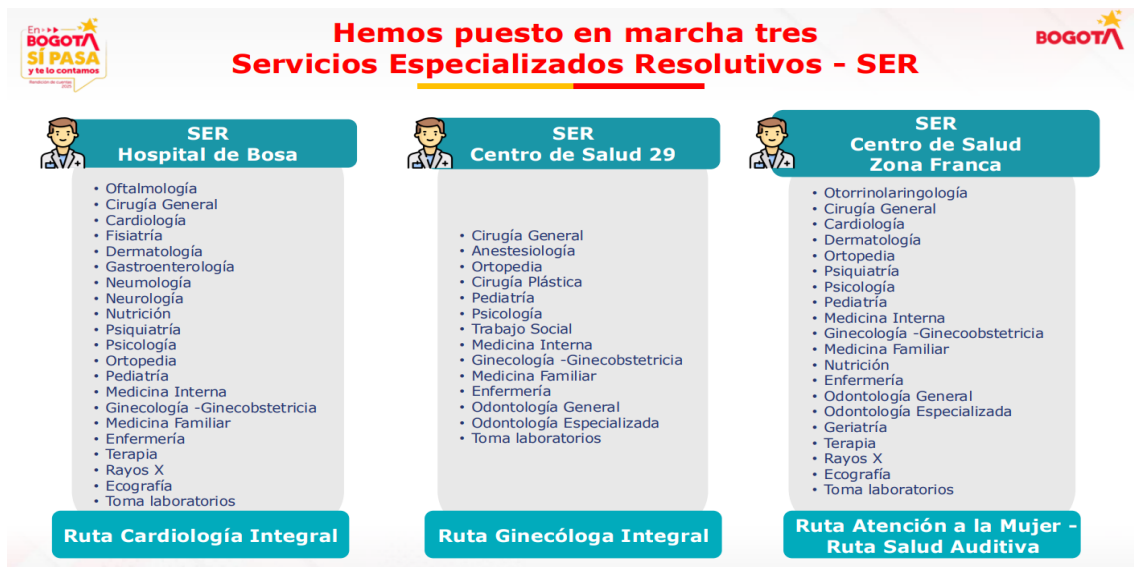 En
BOGOTÁ
SÍ PASA
y te lo contamos
Rendición de cuentas
2025
Hemos puesto en marcha tres
Servicios Especializados Resolutivos - SER
BOGOTÁ
SER
Hospital de Bosa
• Oftalmología
• Cirugía General
• Cardiología
• Fisiatría
• Dermatología
• Gastroenterología
• Neumología
• Neurología
• Nutrición
• Psiquiatría
• Psicología
• Ortopedia
• Pediatría
• Medicina Interna
• Ginecología -Ginecobstetricia
• Medicina Familiar
• Enfermería
• Terapia
• Rayos X
• Ecografía
• Toma laboratorios
Ruta Cardiología Integral
SER
Centro de Salud 29
• Cirugía General
• Anestesiología
• Ortopedia
• Cirugía Plástica
• Pediatría
• Psicología
• Trabajo Social
• Medicina Interna
• Ginecología -Ginecobstetricia
• Medicina Familiar
• Enfermería
• Odontología General
• Odontología Especializada
• Toma laboratorios
Ruta Ginecóloga Integral
SER
Centro de Salud
Zona Franca
• Otorrinolaringología
• Cirugía General
• Cardiología
• Dermatología
• Ortopedia
• Psiquiatría
• Psicología
• Pediatría
• Medicina Interna
• Ginecología -Ginecoobstetricia
• Medicina Familiar
• Nutrición
• Enfermería
• Odontología General
• Odontología Especializada
• Geriatría
• Terapia
• Rayos X
• Ecografía
• Toma laboratorios
Ruta Atención a la Mujer -
Ruta Salud Auditiva